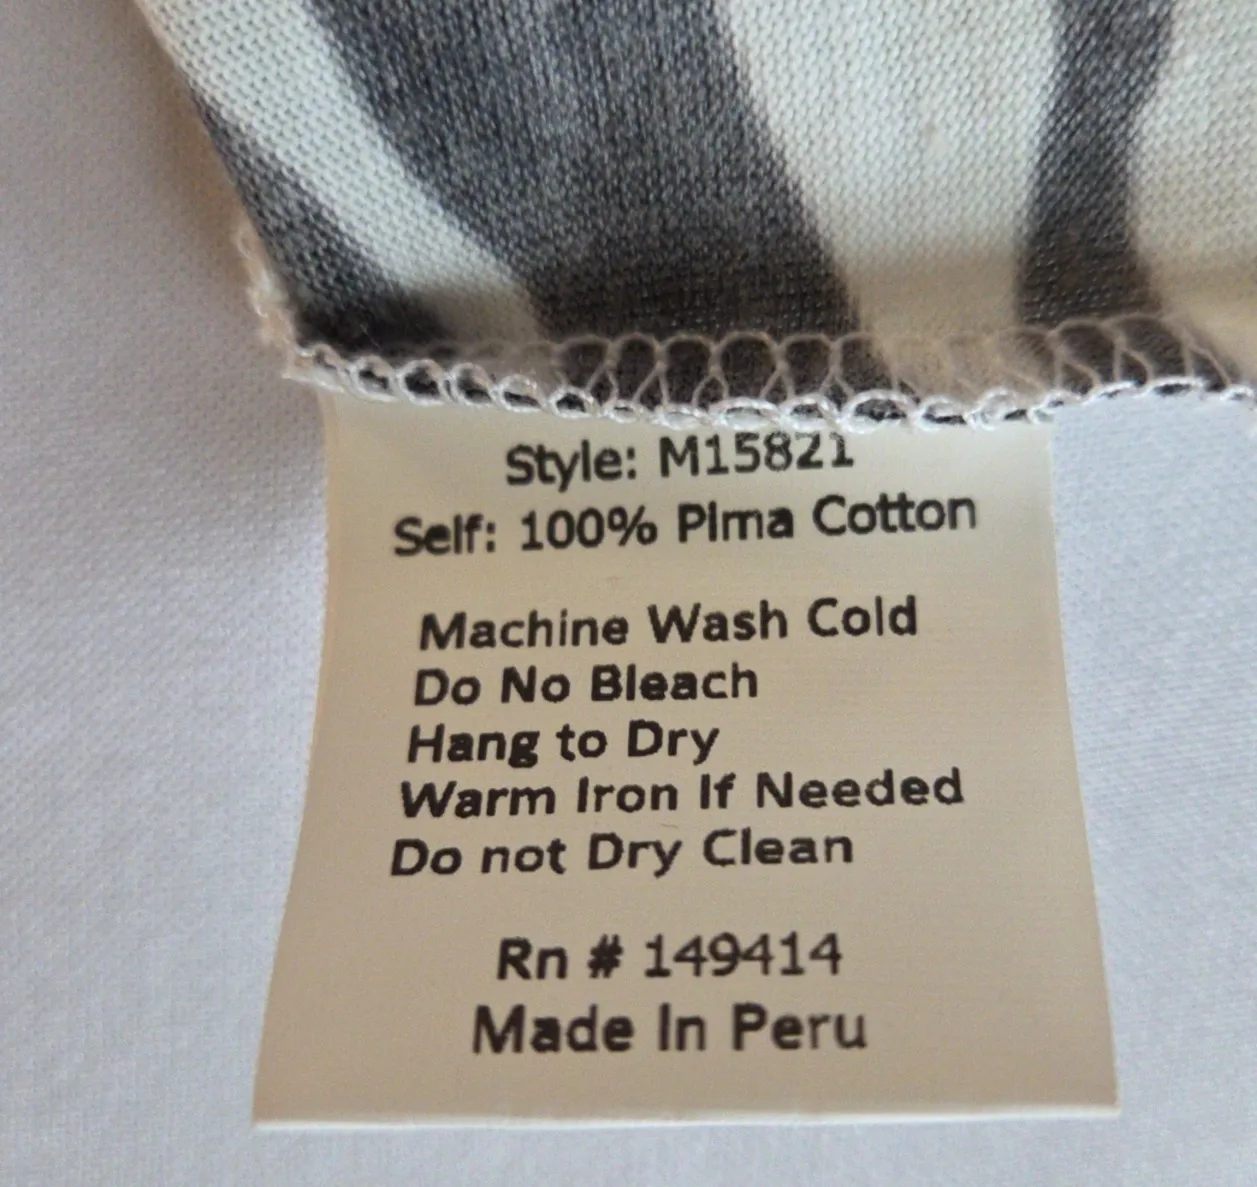 Style: M15821
Self: 100% Pima Cotton
Machine Wash Cold
Do No Bleach
Hang to Dry
Warm Iron If Needed
Do not Dry Clean
Rn # 149414
Made In Peru